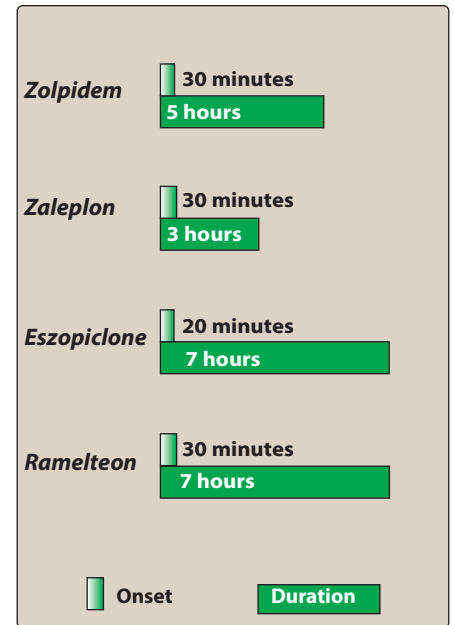 Zolpidem
30 minutes
5 hours
Zaleplon
30 minutes
3 hours
Eszopiclone
20 minutes
7 hours
Ramelteon
30 minutes
7 hours
Onset
Duration